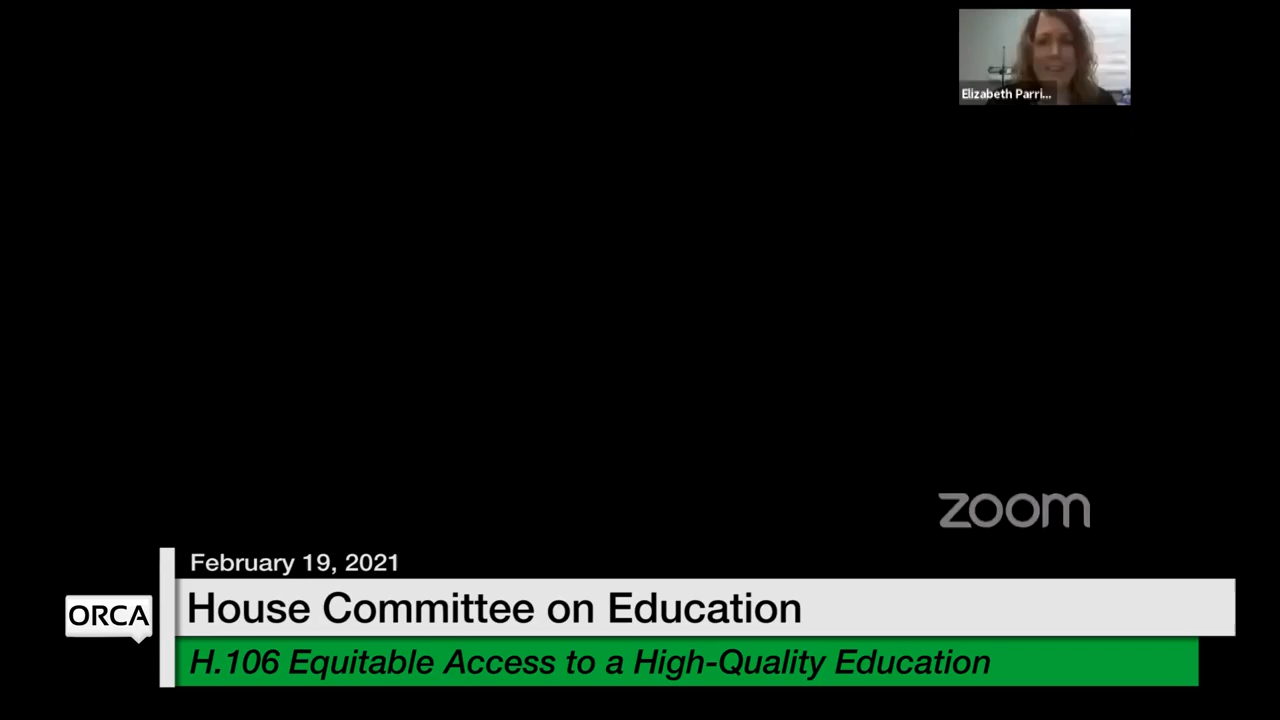 Elizabeth Parri...
zoom
February 19, 2021
House Committee on Education
ORCA
H.106 Equitable Access to a High-Quality Education